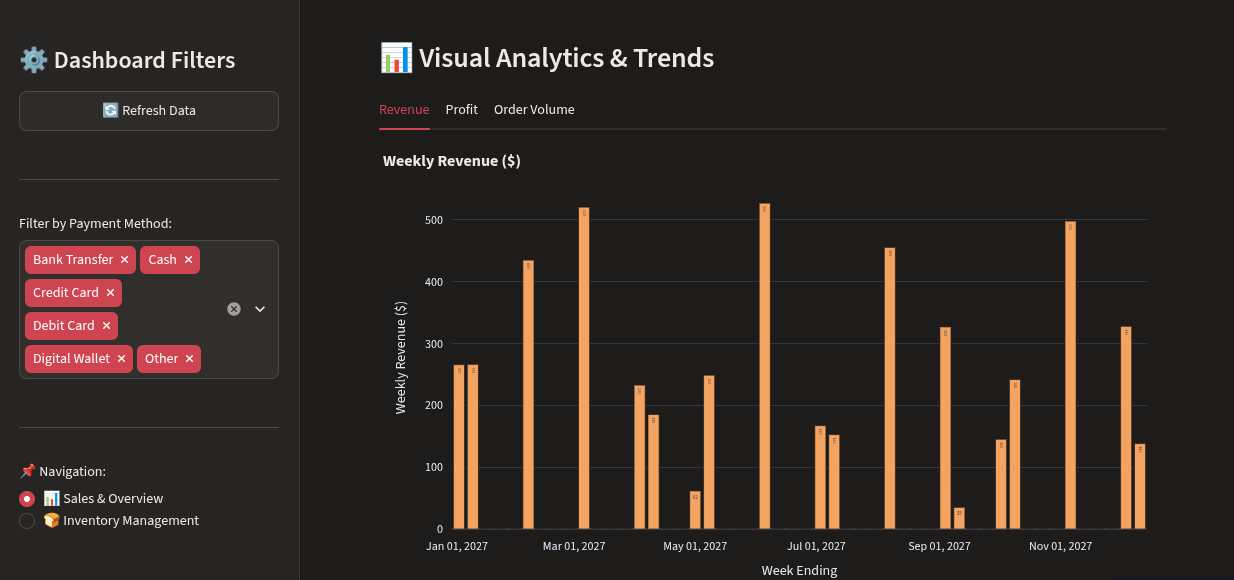 ⚙️ Dashboard Filters
🔄 Refresh Data
Filter by Payment Method:
Bank Transfer × Cash ×
Credit Card ×
Debit Card ×
Digital Wallet × Other ×
📌 Navigation:
📊 Sales & Overview
🍞 Inventory Management
📊 Visual Analytics & Trends
Revenue Profit Order Volume
Weekly Revenue ($)
Weekly Revenue ($)
500
400
300
200
100
0
Jan 01, 2027 Mar 01, 2027 May 01, 2027 Jul 01, 2027 Sep 01, 2027 Nov 01, 2027
Week Ending